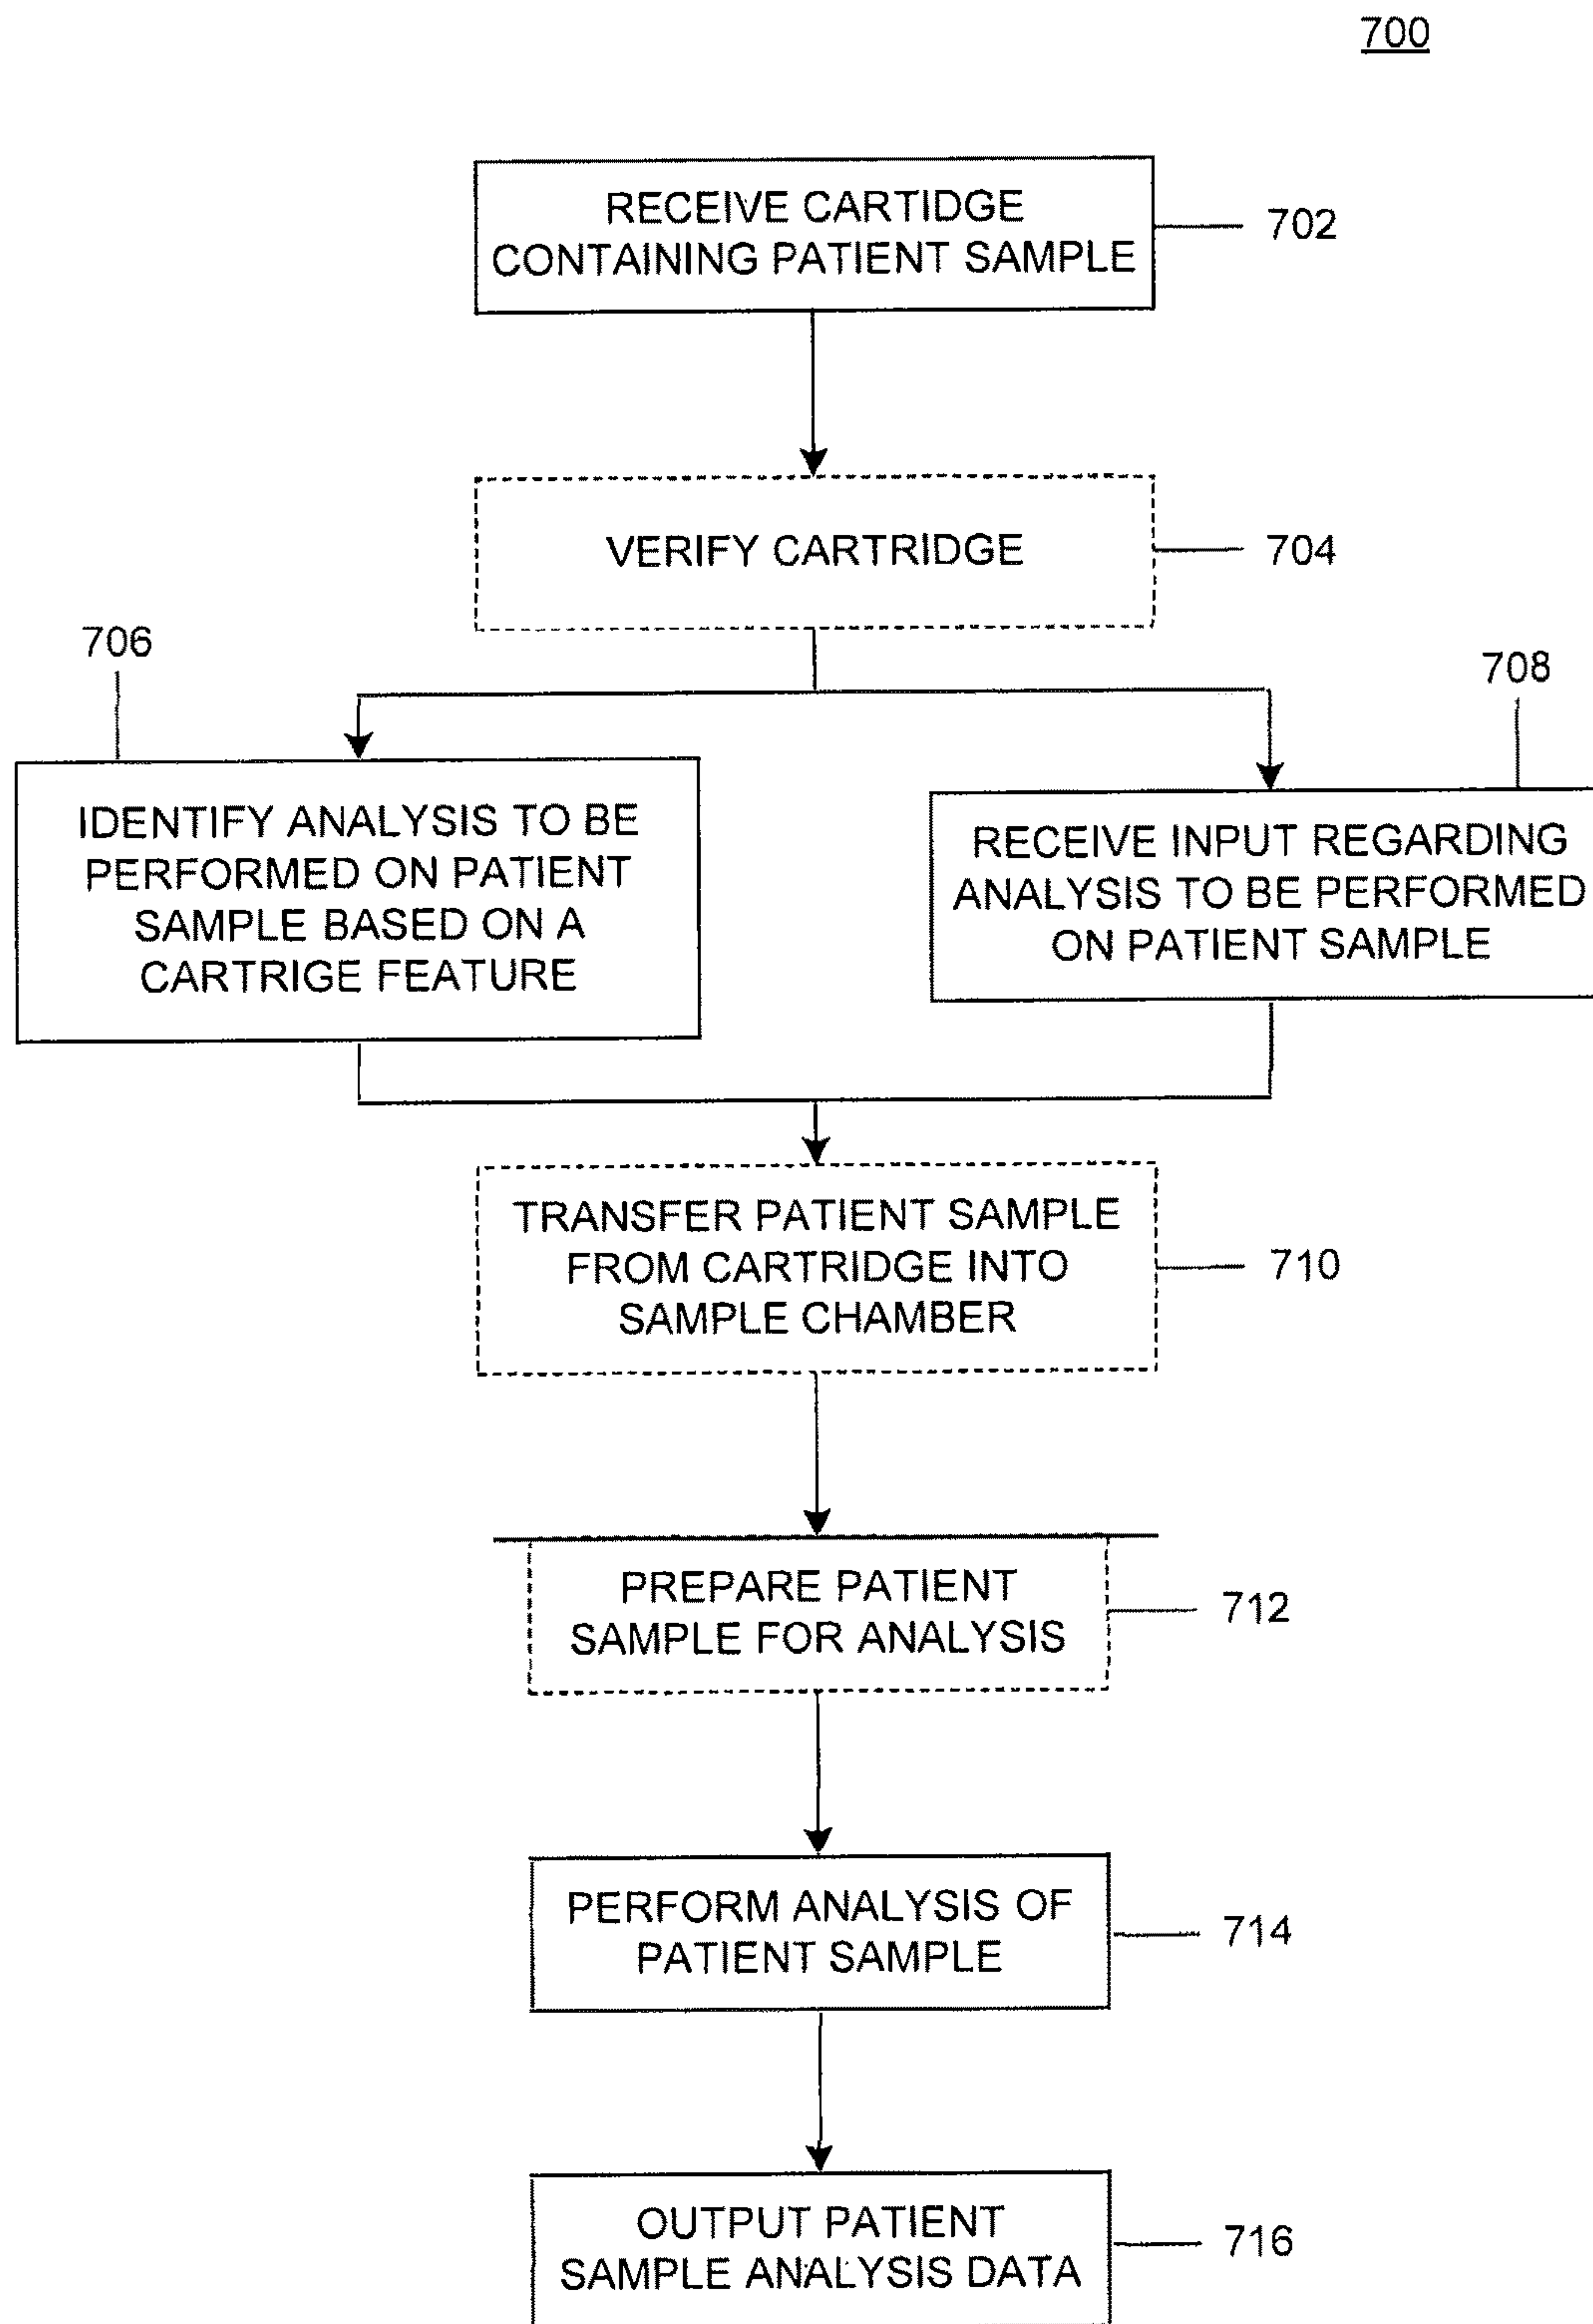 700
RECEIVE CARTIDGE
CONTAINING PATIENT SAMPLE
702
VERIFY CARTRIDGE
704
706
708
IDENTIFY ANALYSIS TO BE
PERFORMED ON PATIENT
SAMPLE BASED ON A
CARTRIGE FEATURE
RECEIVE INPUT REGARDING
ANALYSIS TO BE PERFORMED
ON PATIENT SAMPLE
TRANSFER PATIENT SAMPLE
FROM CARTRIDGE INTO
SAMPLE CHAMBER
710
PREPARE PATIENT
SAMPLE FOR ANALYSIS
712
PERFORM ANALYSIS OF
PATIENT SAMPLE
714
OUTPUT PATIENT
SAMPLE ANALYSIS DATA
716